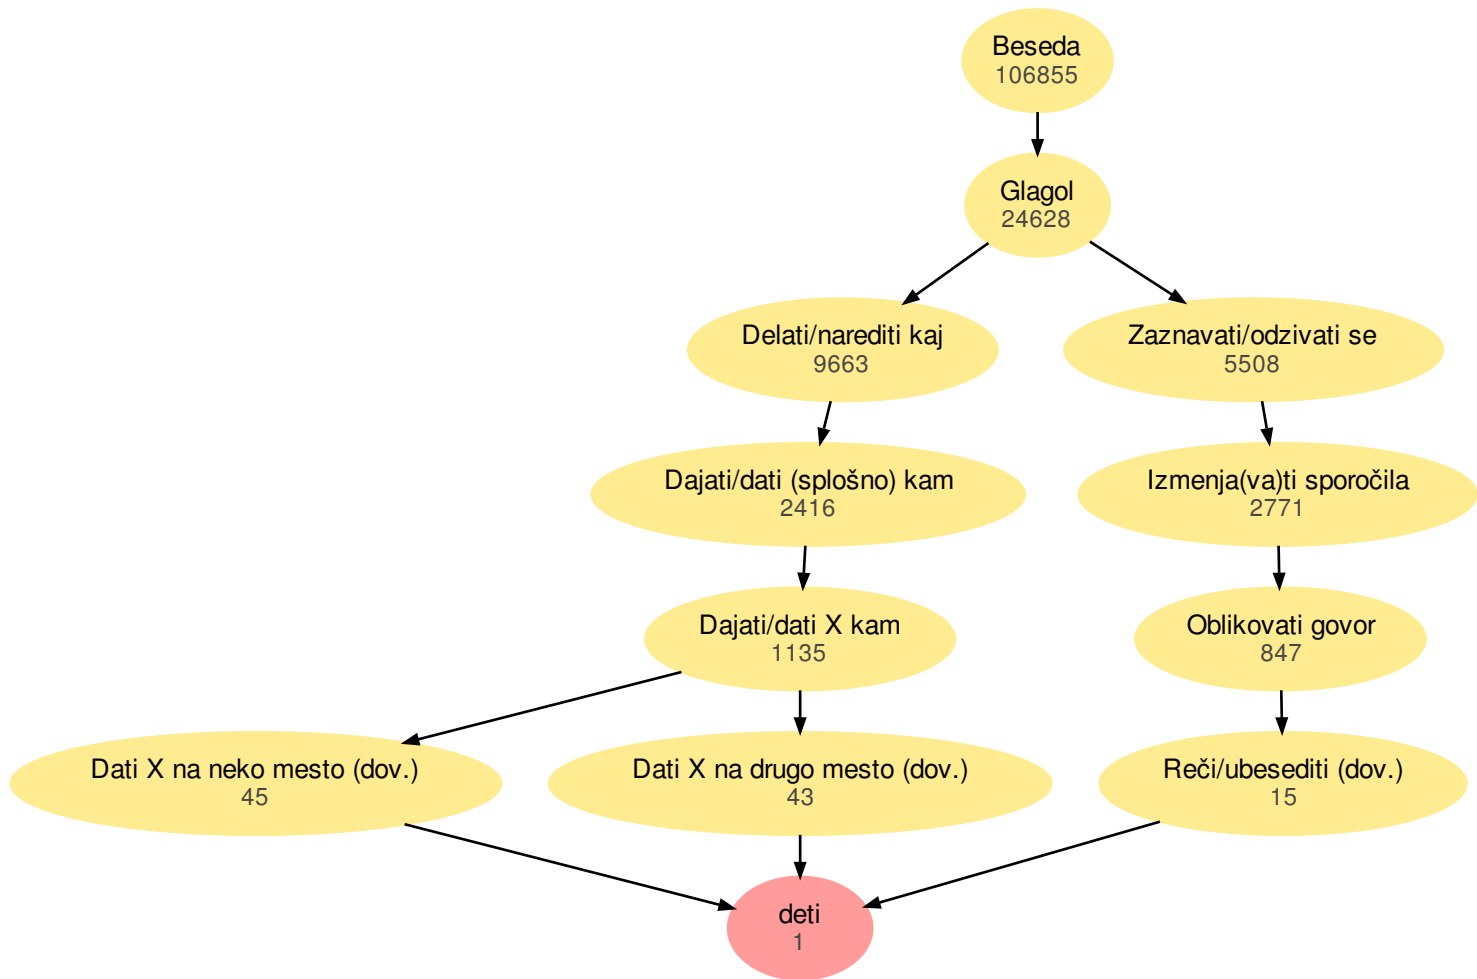 Beseda
106855
Glagol
24628
Delati/narediti kaj
9663
Zaznavati/odzivati se
5508
Dajati/dati (splošno) kam
2416
Izmenja(va)ti sporočila
2771
Dajati/dati X kam
1135
Oblikovati govor
847
Dati X na neko mesto (dov.)
45
Dati X na drugo mesto (dov.)
43
Reči/ubesediti (dov.)
15
deti
1